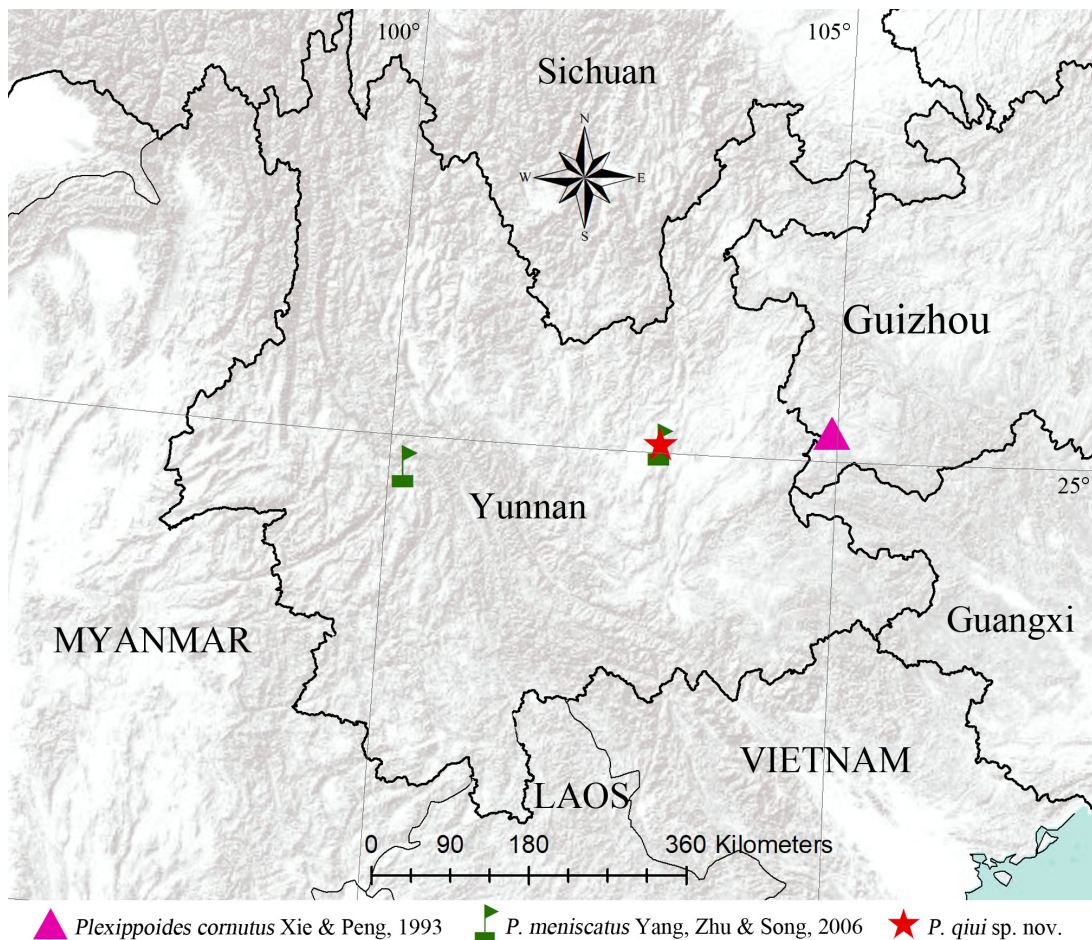 100°
105°
Sichuan
N
W E
S
Guizhou
25°
Yunnan
Guangxi
MYANMAR
VIETNAM
LAOS
0 90 180 360 Kilometers
Plexippoides cornutus Xie & Peng, 1993 P. meniscatus Yang, Zhu & Song, 2006 P. qiui sp. nov.